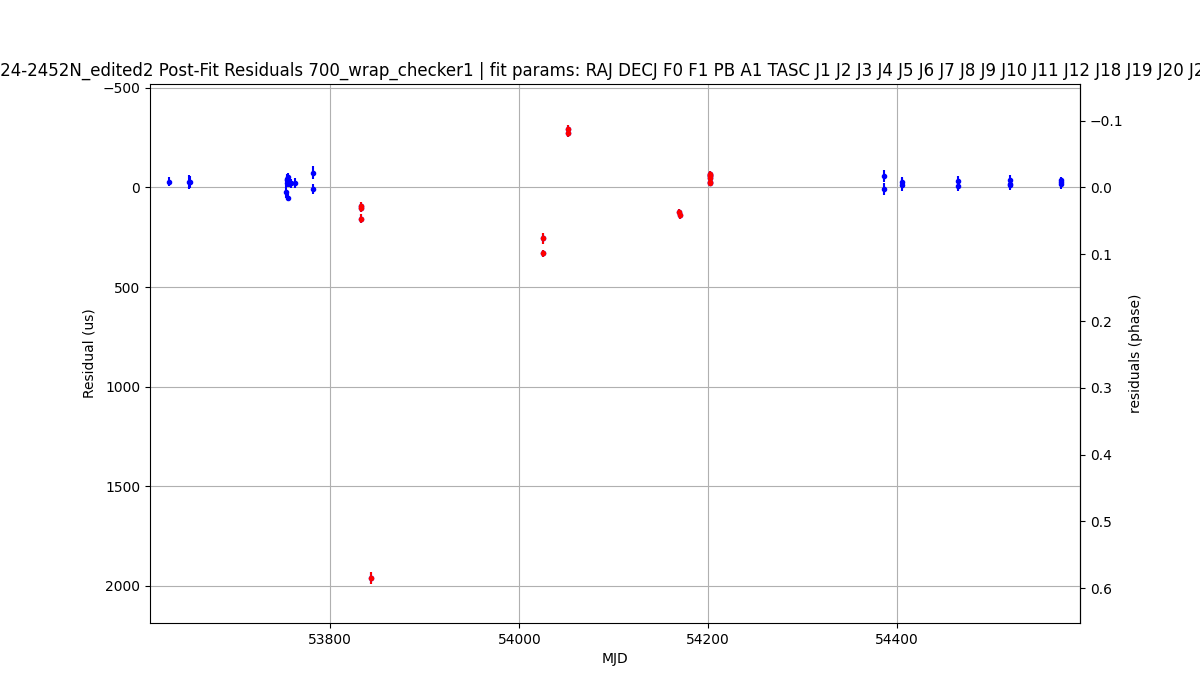 24-2452N_edited2 Post-Fit Residuals 700_wrap_checker1 | fit params: RAJ DECJ F0 F1 PB A1 TASC J1 J2 J3 J4 J5 J6 J7 J8 J9 J10 J11 J12 J18 J19 J20
−500
0
500
1000
1500
2000
Residual (us)
−0.1
0.0
0.1
0.2
0.3
0.4
0.5
0.6
residuals (phase)
53800 54000 54200 54400
MJD